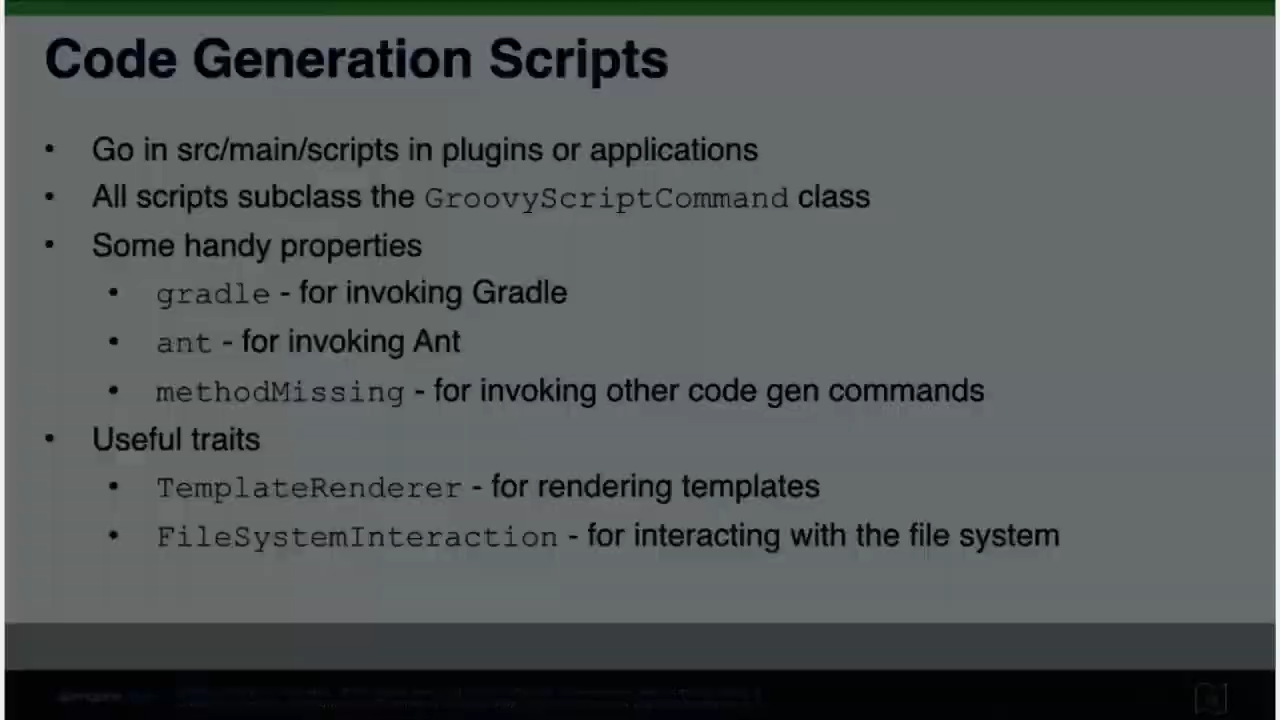 Code Generation Scripts
• Go in src/main/scripts in plugins or applications
• All scripts subclass the GroovyScriptCommand class
• Some handy properties
• gradle - for invoking Gradle
• ant - for invoking Ant
• methodMissing - for invoking other code gen commands
• Useful traits
• TemplateRenderer - for rendering templates
• FileSystemInteraction - for interacting with the file system